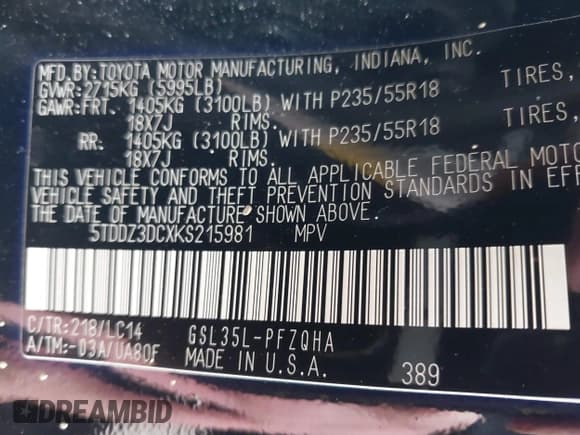 MFD.BY:TOYOTA MOTOR MANUFACTURING, INDIANA, INC.
GVWR:2715KG (5995LB)
GAWR:FRT. 1405KG (3100LB) WITH P235/55R18 TIRES,
18X7J RIMS.
RR. 1405KG (3100LB) WITH P235/55R18 TIRES,
18X7J RIMS.
THIS VEHICLE CONFORMS TO ALL APPLICABLE FEDERAL MOTO
VEHICLE SAFETY AND THEFT PREVENTION STANDARDS IN EFF
THE DATE OF MANUFACTURE SHOWN ABOVE.
5TDDZ3DCXKS215981 MPV
C/TR:218/LC14 GSL35L-PFZQHA
A/TM:-03A/UA80F MADE IN U.S.A.
389
DREAMBID